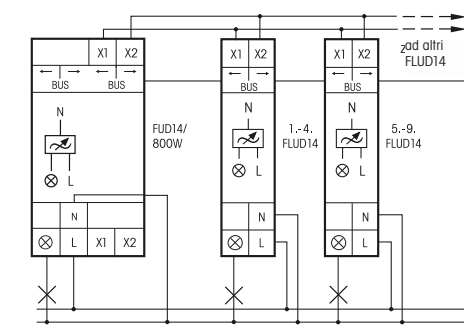 X1 X2 X1 X2 X1 X2
zad altri
FLUD14
BUS BUS BUS BUS
N N N
FUD14/
800W
1.-4.
FLUD14
5.-9.
FLUD14
L L L
N N N
L X1 X2 L L